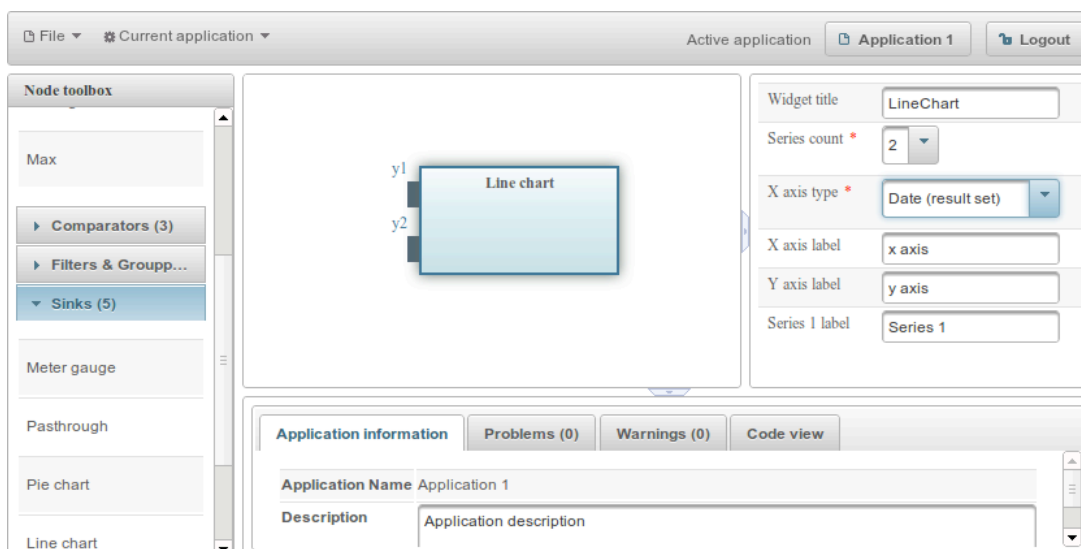 File Current application Active application Application 1 Logout
Node toolbox
Max
Comparators (3)
Filters & Groupp...
Sinks (5)
Meter gauge
Pasthrough
Pie chart
Line chart
y1
Line chart
y2
Widget title LineChart
Series count * 2
X axis type * Date (result set)
X axis label x axis
Y axis label y axis
Series 1 label Series 1
Application information Problems (0) Warnings (0) Code view
Application Name Application 1
Description Application description